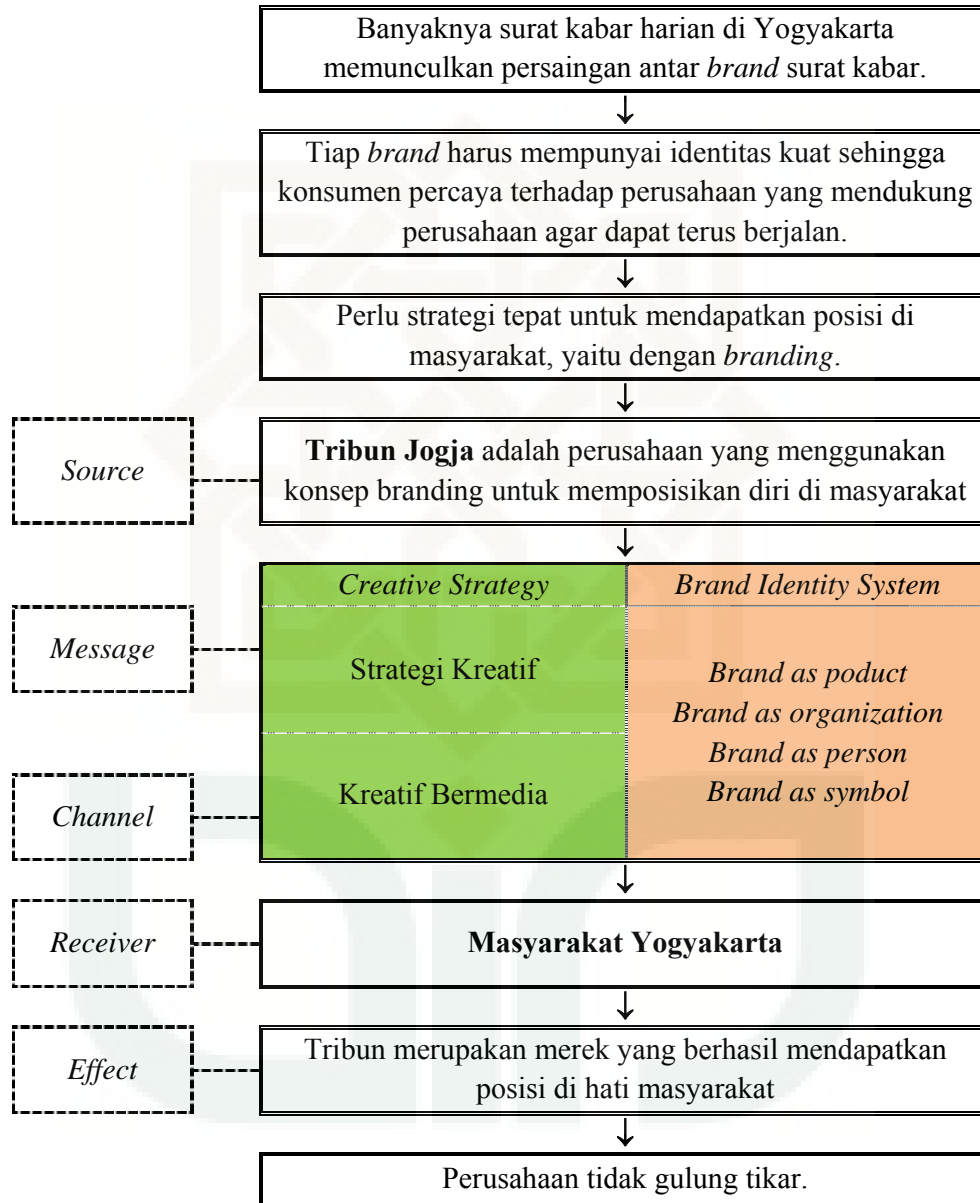 Banyaknya surat kabar harian di Yogyakarta
memunculkan persaingan antar brand surat kabar.
Tiap brand harus mempunyai identitas kuat sehingga
konsumen percaya terhadap perusahaan yang mendukung
perusahaan agar dapat terus berjalan.
Perlu strategi tepat untuk mendapatkan posisi di
masyarakat, yaitu dengan branding.
Source
Tribun Jogja adalah perusahaan yang menggunakan
konsep branding untuk memposisikan diri di masyarakat
Message
Creative Strategy
Strategi Kreatif
Brand Identity System
Brand as poduct
Brand as organization
Brand as person
Brand as symbol
Channel
Kreatif Bermedia
Receiver
Masyarakat Yogyakarta
Effect
Tribun merupakan merek yang berhasil mendapatkan
posisi di hati masyarakat
Perusahaan tidak gulung tikar.